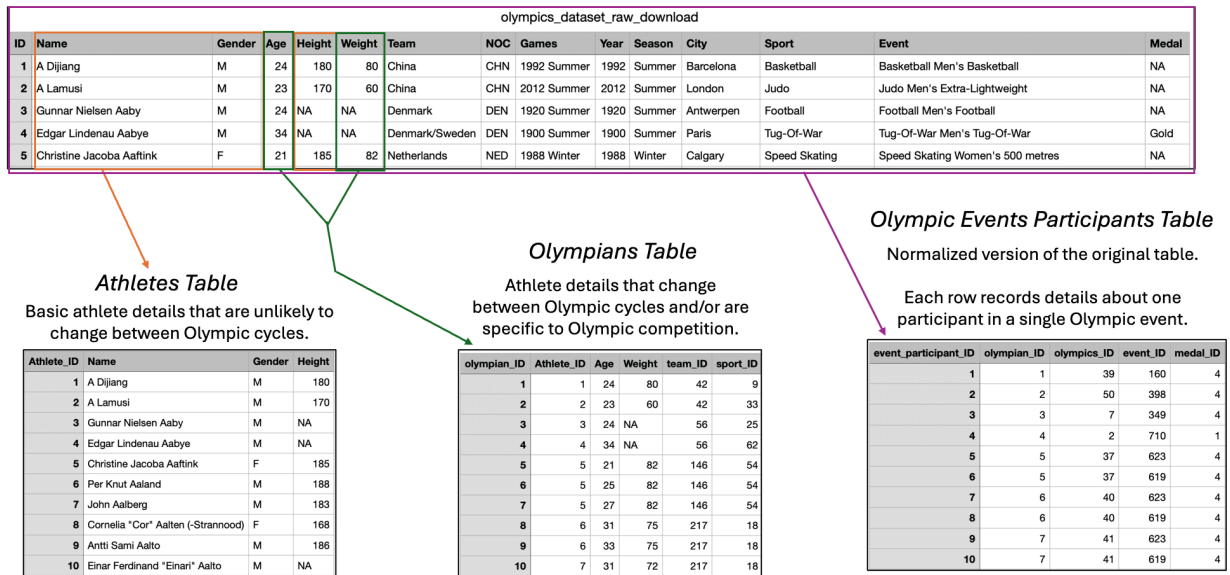 olympics_dataset_raw_download
ID Name Gender Age Height Weight Team NOC Games Year Season City Sport Event Medal
1 A Dijiang M 24 180 80 China CHN 1992 Summer 1992 Summer Barcelona Basketball Basketball Men's Basketball NA
2 A Lamusi M 23 170 60 China CHN 2012 Summer 2012 Summer London Judo Judo Men's Extra-Lightweight NA
3 Gunnar Nielsen Aaby M 24 NA NA Denmark DEN 1920 Summer 1920 Summer Antwerpen Football Football Men's Football NA
4 Edgar Lindenau Aabye M 34 NA NA Denmark/Sweden DEN 1900 Summer 1900 Summer Paris Tug-Of-War Tug-Of-War Men's Tug-Of-War Gold
5 Christine Jacoba Aaftink F 21 185 82 Netherlands NED 1988 Winter 1988 Winter Calgary Speed Skating Speed Skating Women's 500 metres NA
Athletes Table
Basic athlete details that are unlikely to
change between Olympic cycles.
Athlete_ID Name Gender Height
1 A Dijiang M 180
2 A Lamusi M 170
3 Gunnar Nielsen Aaby M NA
4 Edgar Lindenau Aabye M NA
5 Christine Jacoba Aaftink F 185
6 Per Knut Aaland M 188
7 John Aalberg M 183
8 Cornelia "Cor" Aalten (-Strannood) F 168
9 Antti Sami Aalto M 186
10 Einar Ferdinand "Einari" Aalto M NA
Olympians Table
Athlete details that change
between Olympic cycles and/or are
specific to Olympic competition.
olympian_ID Athlete_ID Age Weight team_ID sport_ID
1 1 24 80 42 9
2 2 23 60 42 33
3 3 24 NA 56 25
4 4 34 NA 56 62
5 5 21 82 146 54
6 5 25 82 146 54
7 5 27 82 146 54
8 6 31 75 217 18
9 6 33 75 217 18
10 7 31 72 217 18
Olympic Events Participants Table
Normalized version of the original table.
Each row records details about one
participant in a single Olympic event.
event_participant_ID olympian_ID olympics_ID event_ID medal_ID
1 1 39 160 4
2 2 50 398 4
3 3 7 349 4
4 4 2 710 1
5 5 37 623 4
6 5 37 619 4
7 6 40 623 4
8 6 40 619 4
9 7 41 623 4
10 7 41 619 4